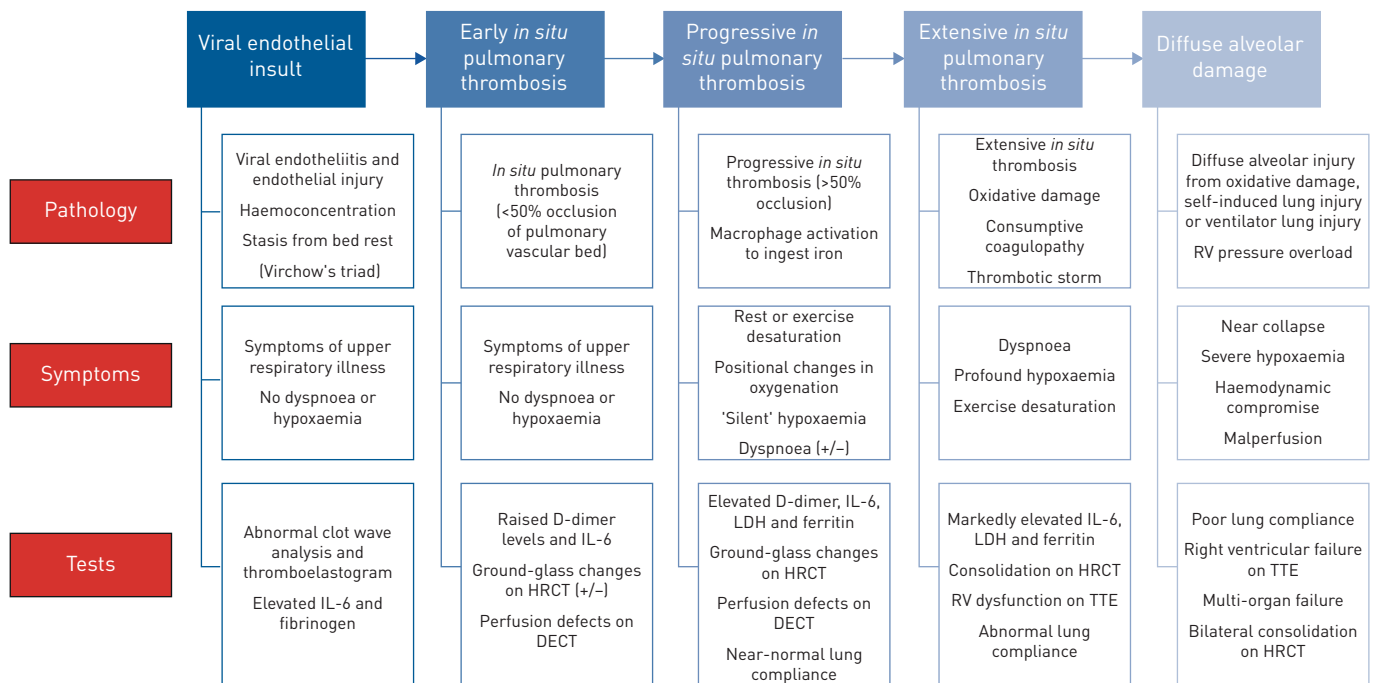 Viral endothelial
insult
Early in situ
pulmonary
thrombosis
Progressive in
situ pulmonary
thrombosis
Extensive in situ
pulmonary
thrombosis
Diffuse alveolar
damage
Pathology
Viral endotheliitis and
endothelial injury
Haemoconcentration
Stasis from bed rest
(Virchow's triad)
In situ pulmonary
thrombosis
(<50% occlusion
of pulmonary
vascular bed)
Progressive in situ
thrombosis (>50%
occlusion)
Macrophage activation
to ingest iron
Extensive in situ
thrombosis
Oxidative damage
Consumptive
coagulopathy
Thrombotic storm
Diffuse alveolar injury
from oxidative damage,
self-induced lung injury
or ventilator lung injury
RV pressure overload
Symptoms
Symptoms of upper
respiratory illness
No dyspnoea or
hypoxaemia
Symptoms of upper
respiratory illness
No dyspnoea or
hypoxaemia
Rest or exercise
desaturation
Positional changes in
oxygenation
'Silent' hypoxaemia
Dyspnoea (+/–)
Dyspnoea
Profound hypoxaemia
Exercise desaturation
Near collapse
Severe hypoxaemia
Haemodynamic
compromise
Malperfusion
Tests
Abnormal clot wave
analysis and
thromboelastogram
Elevated IL-6 and
fibrinogen
Raised D-dimer
levels and IL-6
Ground-glass changes
on HRCT (+/–)
Perfusion defects on
DECT
Elevated D-dimer, IL-6,
LDH and ferritin
Ground-glass changes
on HRCT
Perfusion defects on
DECT
Near-normal lung
compliance
Markedly elevated IL-6,
LDH and ferritin
Consolidation on HRCT
RV dysfunction on TTE
Abnormal lung
compliance
Poor lung compliance
Right ventricular failure
on TTE
Multi-organ failure
Bilateral consolidation
on HRCT